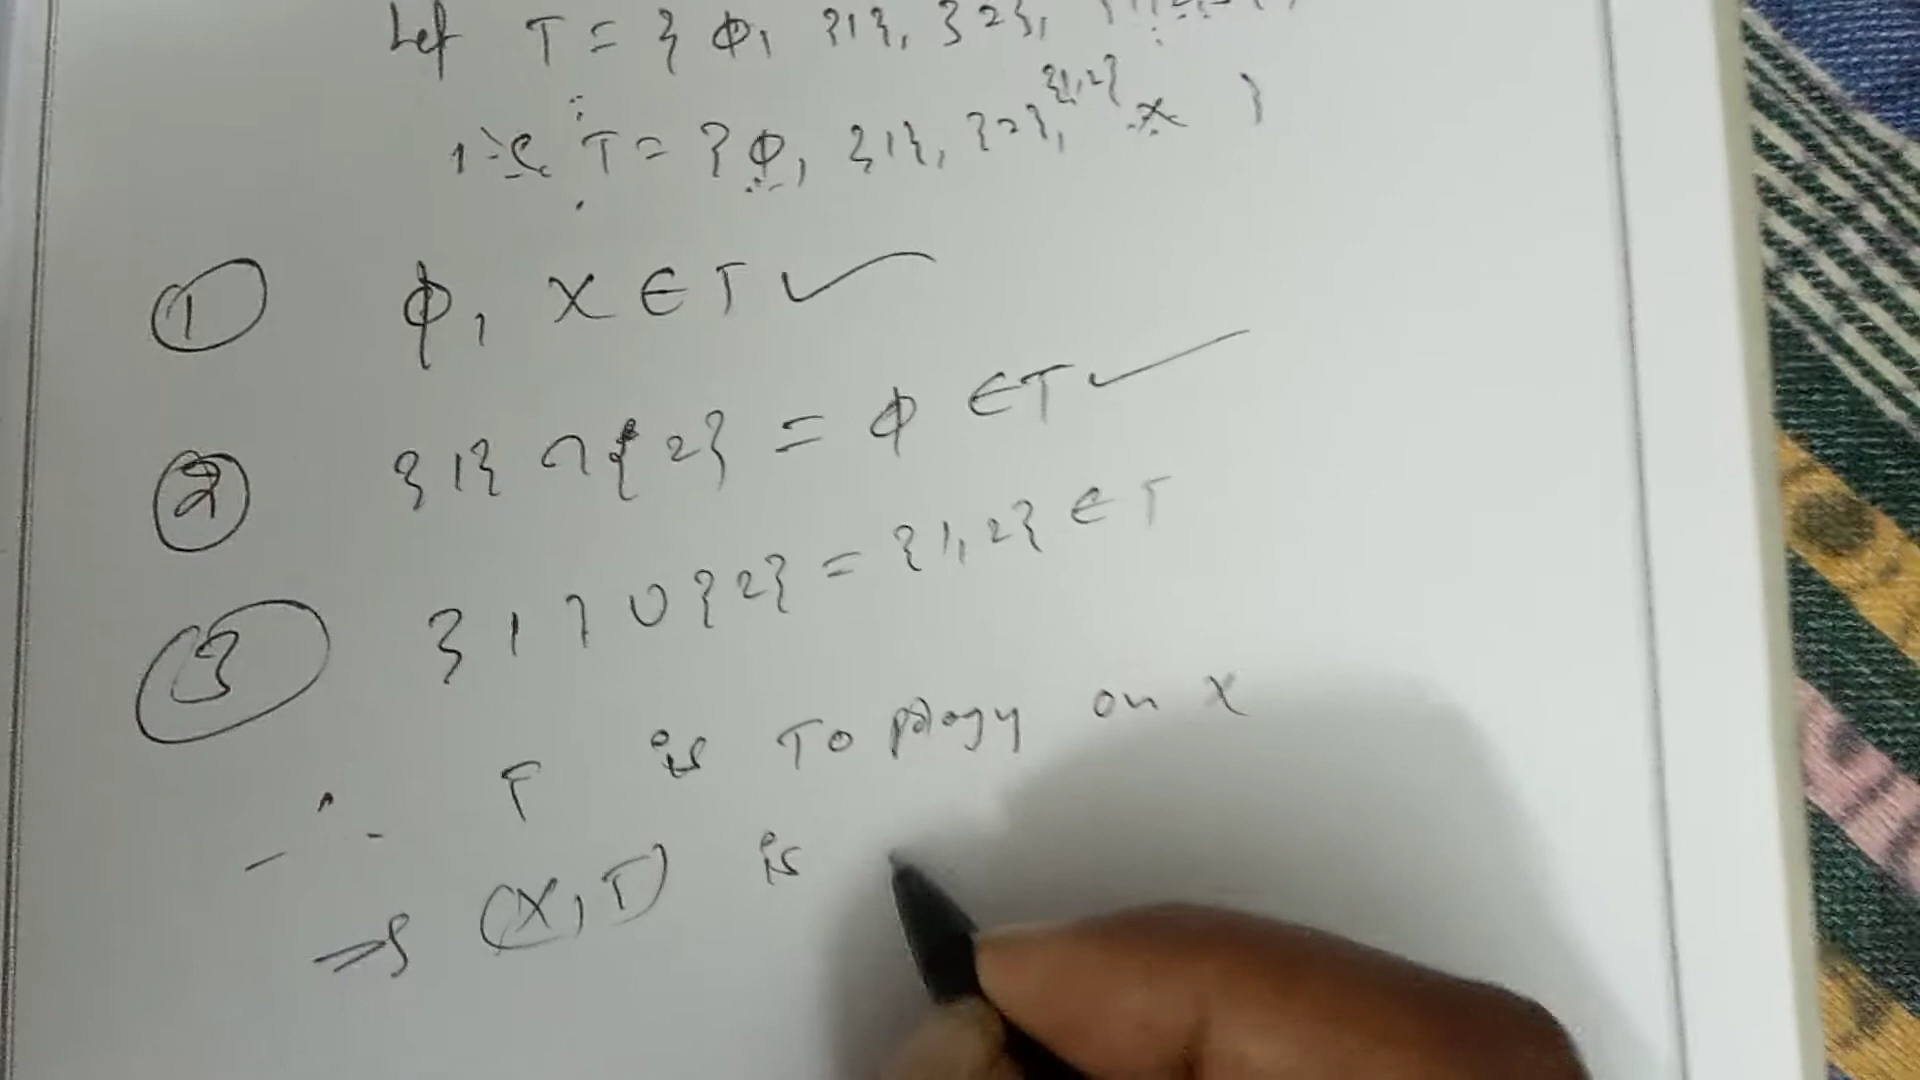 Let T = { ϕ, {1}, {2},
i.e. T = { ϕ, {1}, {2}, {1,2} X }
① ϕ, X ∈ T ✓
② {1} ∩ {2} = ϕ ∈ T ✓
③ {1} ∪ {2} = {1,2} ∈ T
∴ T is Topology on X
⇒ (X, T) is